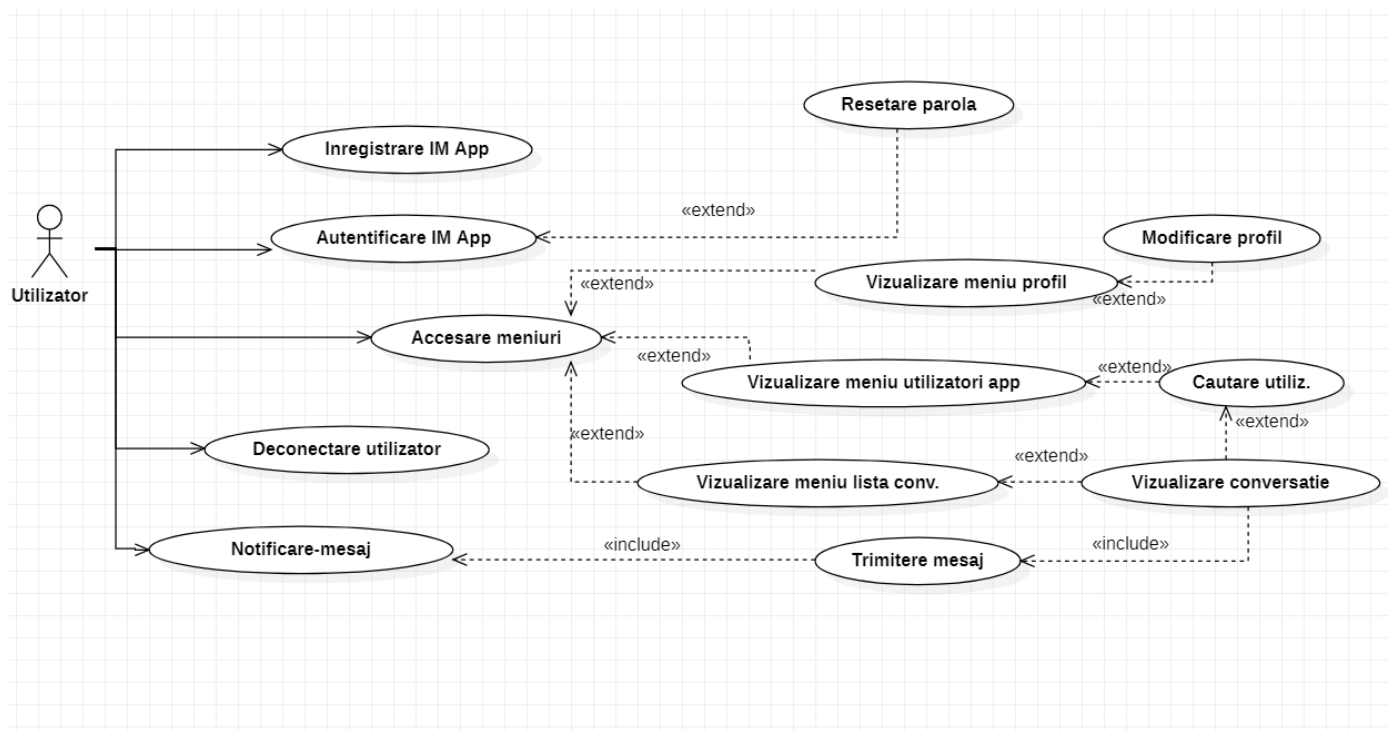 Resetare parola
Inregistrare IM App
«extend»
Autentificare IM App
Modificare profil
Vizualizare meniu profil
«extend»
«extend»
Utilizator
Accesare meniuri
«extend»
«extend»
Vizualizare meniu utilizatori app
Cautare utiliz.
«extend»
«extend»
Deconectare utilizator
«extend»
Vizualizare meniu lista conv.
Vizualizare conversatie
Notificare-mesaj
«include»
«include»
Trimitere mesaj